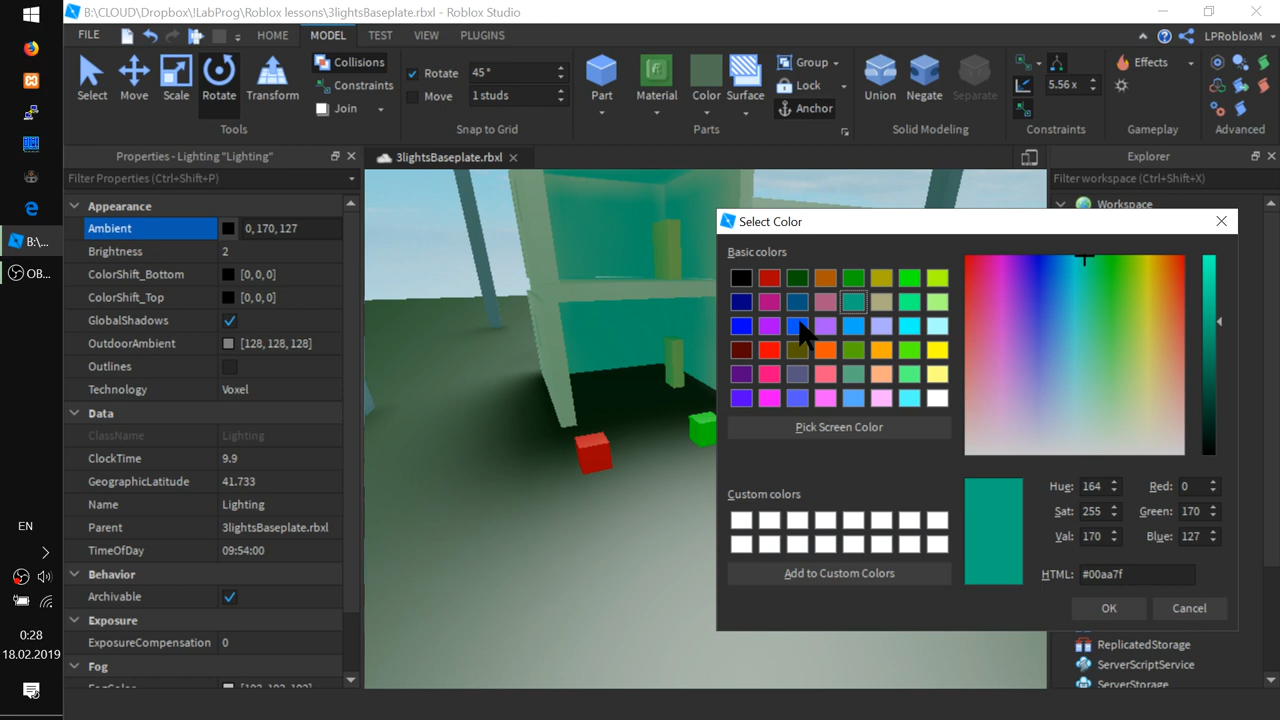 B:\CLOUD\Dropbox\!LabProg\Roblox lessons\3lightsBaseplate.rbxl - Roblox Studio
FILE HOME MODEL TEST VIEW PLUGINS LPRobloxM
Select Move Scale Rotate Transform
Collisions
Constraints
Join
Tools
Rotate 45°
Move 1 studs
Snap to Grid
Part Material Color Surface
Group
Lock
Anchor
Parts
Union Negate Separate
Solid Modeling
5.56 x
Constraints
Effects
Gameplay
Advanced
Properties - Lighting "Lighting"
Filter Properties (Ctrl+Shift+P)
Appearance
Ambient 0, 170, 127
Brightness 2
ColorShift_Bottom [0, 0, 0]
ColorShift_Top [0, 0, 0]
GlobalShadows
OutdoorAmbient [128, 128, 128]
Outlines
Technology Voxel
Data
ClassName Lighting
ClockTime 9.9
GeographicLatitude 41.733
Name Lighting
Parent 3lightsBaseplate.rbxl
TimeOfDay 09:54:00
Behavior
Archivable
Exposure
ExposureCompensation 0
Fog
3lightsBaseplate.rbxl
Explorer
Filter workspace (Ctrl+Shift+X)
Workspace
Select Color
Basic colors
Pick Screen Color
Custom colors
Add to Custom Colors
Hue: 164 Red: 0
Sat: 255 Green: 170
Val: 170 Blue: 127
HTML: #00aa7f
OK Cancel
ReplicatedStorage
ServerScriptService
ServerStorage
B:\...
OB...
EN
0:28
18.02.2019